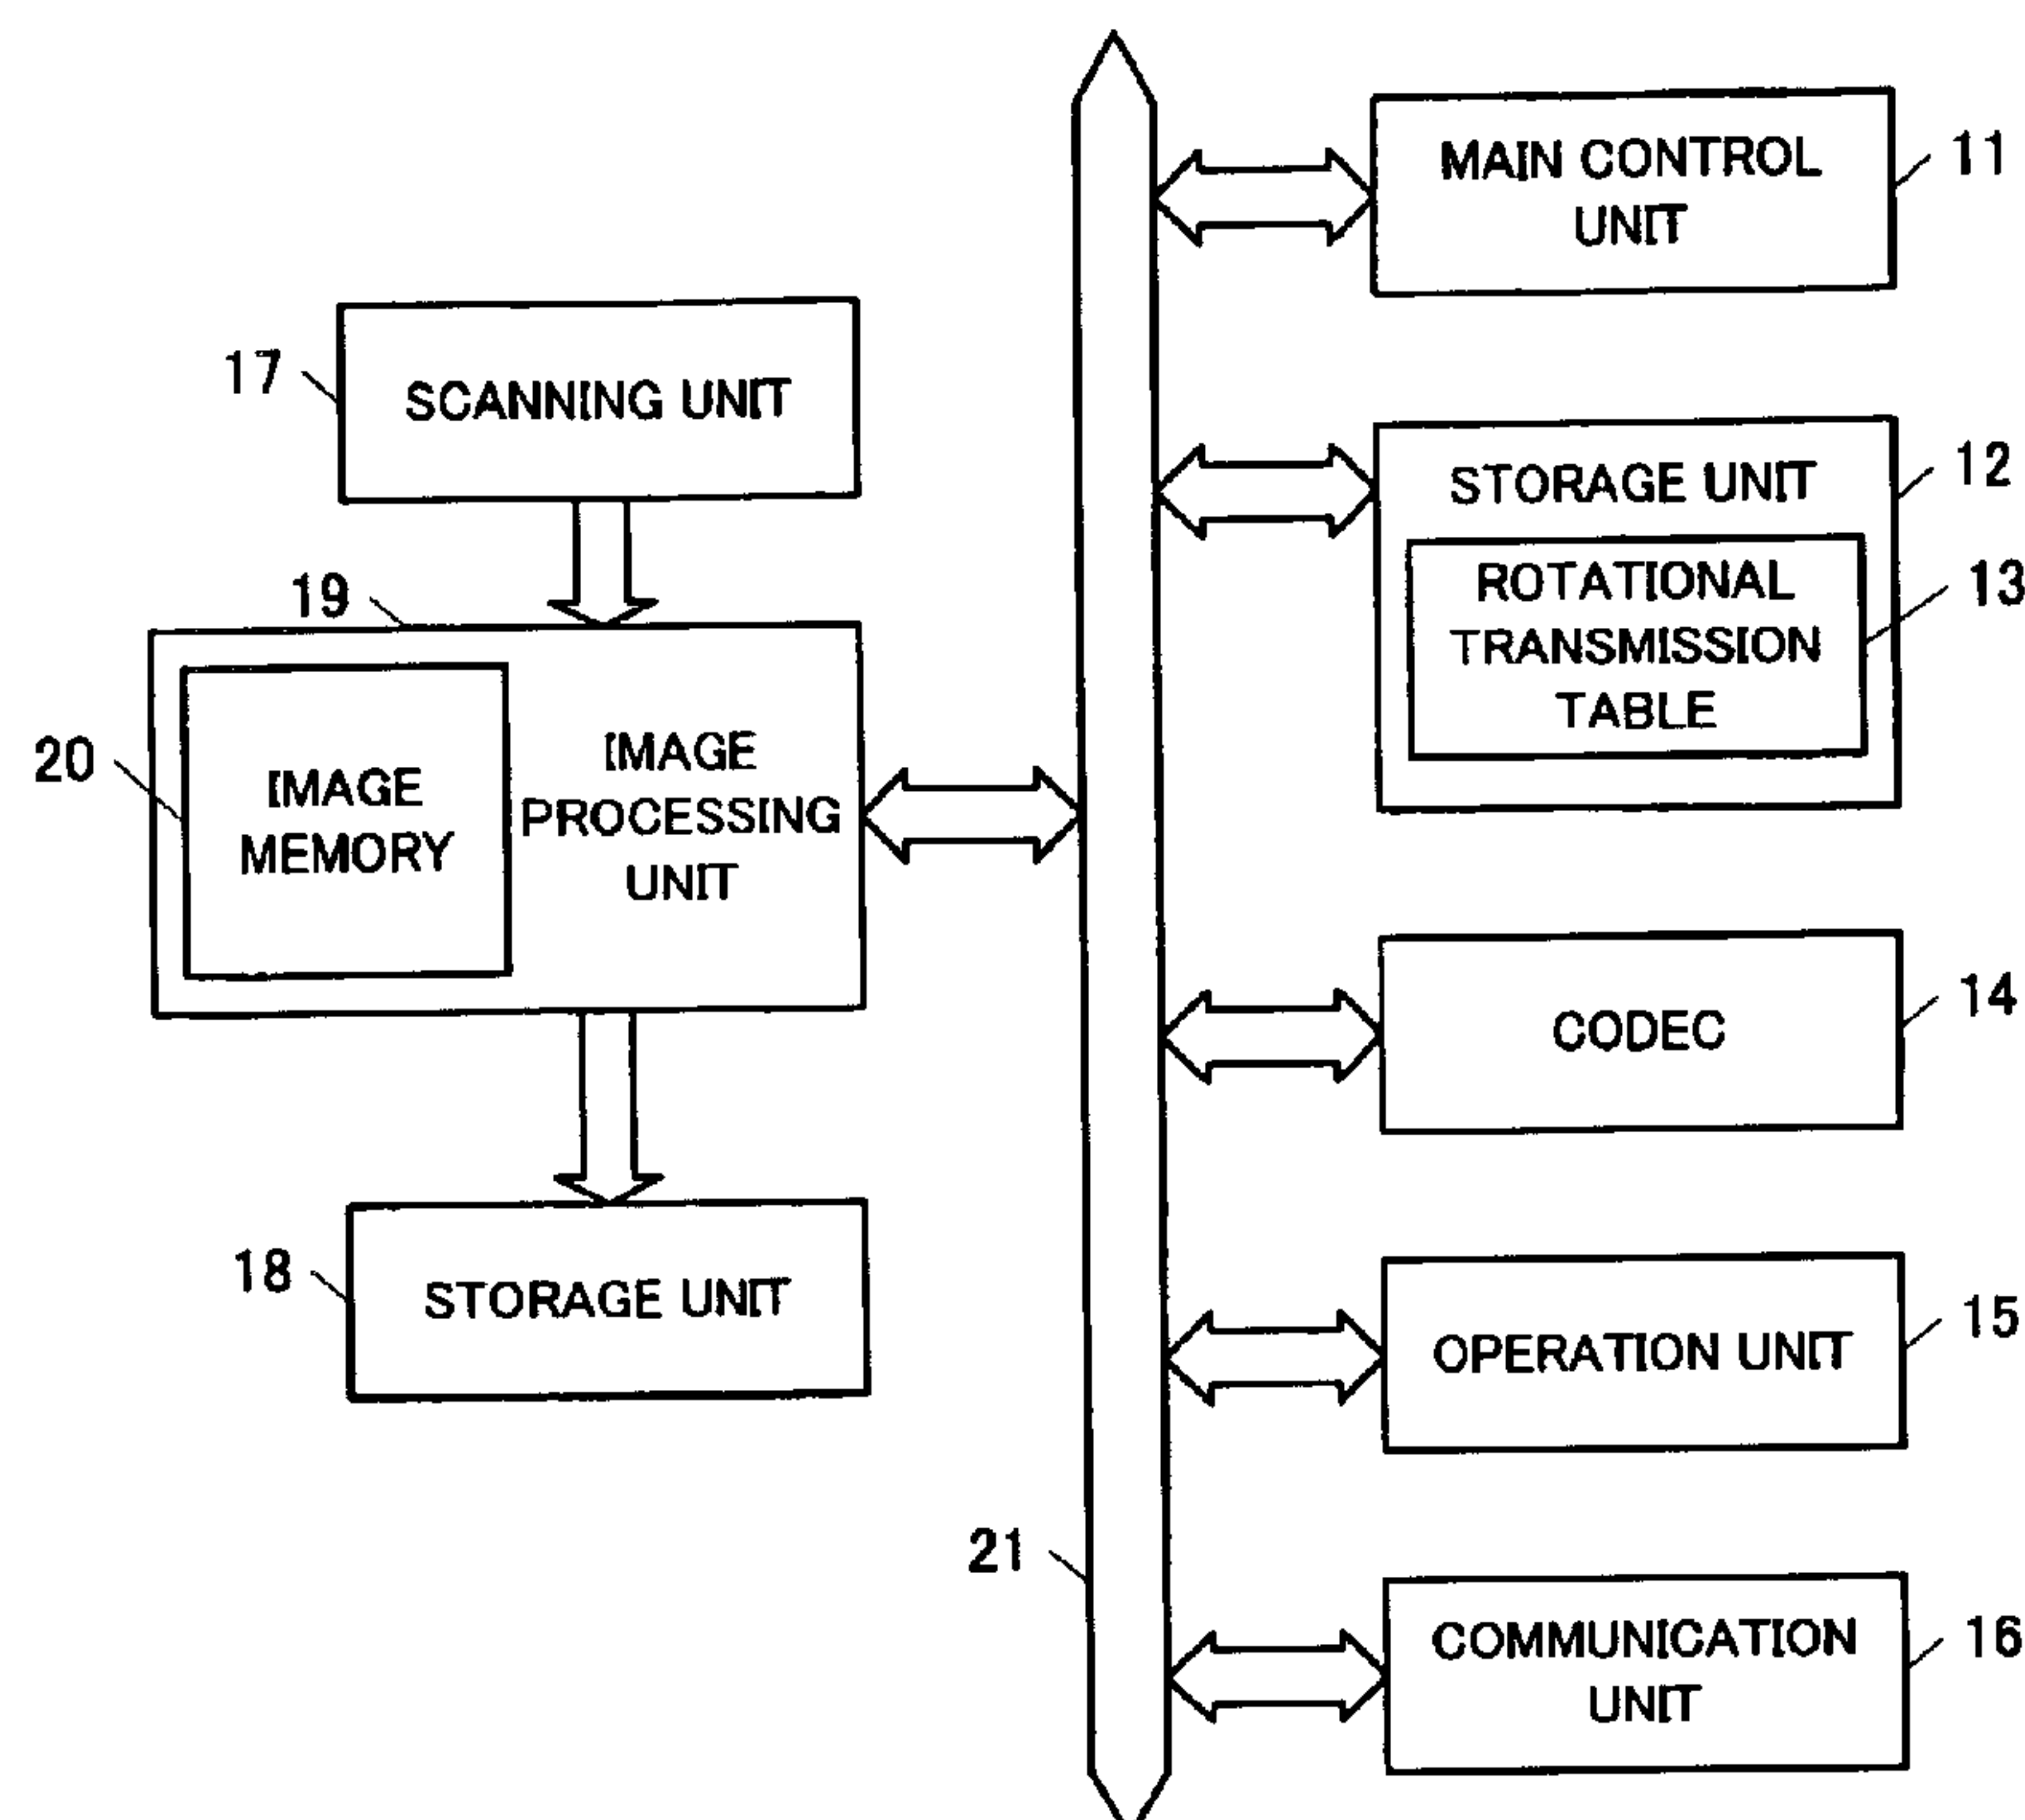 MAIN CONTROL
UNIT
11
17
SCANNING UNIT
STORAGE UNIT
12
ROTATIONAL
TRANSMISSION
TABLE
13
19
20
IMAGE
MEMORY
IMAGE
PROCESSING
UNIT
CODEC
14
18
STORAGE UNIT
OPERATION UNIT
15
21
COMMUNICATION
UNIT
16